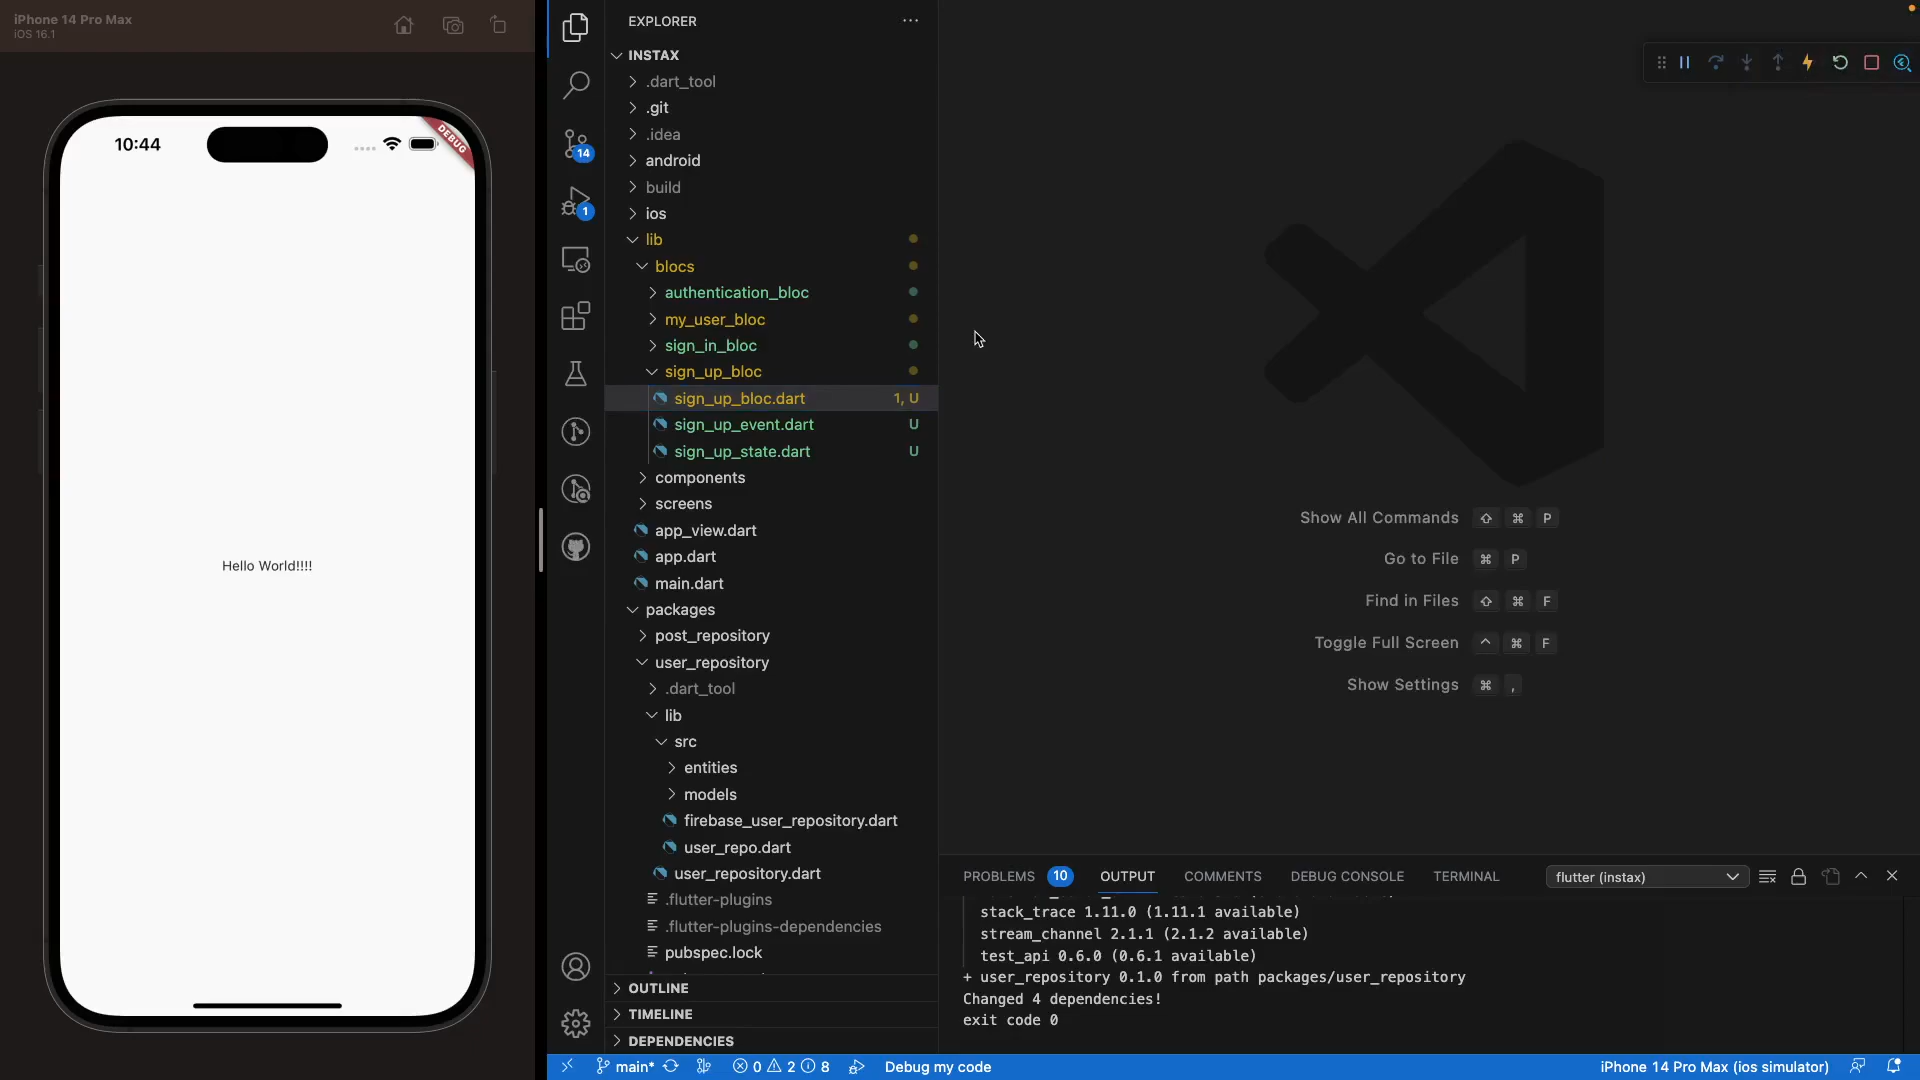 iPhone 14 Pro Max
iOS 16.1
10:44
DEBUG
Hello World!!!!
EXPLORER
INSTAX
.dart_tool
.git
.idea
android
build
ios
lib
blocs
authentication_bloc
my_user_bloc
sign_in_bloc
sign_up_bloc
sign_up_bloc.dart 1, U
sign_up_event.dart U
sign_up_state.dart U
components
screens
app_view.dart
app.dart
main.dart
packages
post_repository
user_repository
.dart_tool
lib
src
entities
models
firebase_user_repository.dart
user_repo.dart
user_repository.dart
.flutter-plugins
.flutter-plugins-dependencies
pubspec.lock
OUTLINE
TIMELINE
DEPENDENCIES
14
1
Show All Commands ⇧ ⌘ P
Go to File ⌘ P
Find in Files ⇧ ⌘ F
Toggle Full Screen ^ ⌘ F
Show Settings ⌘ ,
PROBLEMS 10 OUTPUT COMMENTS DEBUG CONSOLE TERMINAL flutter (instax)
stack_trace 1.11.0 (1.11.1 available)
stream_channel 2.1.1 (2.1.2 available)
test_api 0.6.0 (0.6.1 available)
+ user_repository 0.1.0 from path packages/user_repository
Changed 4 dependencies!
exit code 0
main* 0 2 8 Debug my code iPhone 14 Pro Max (ios simulator)